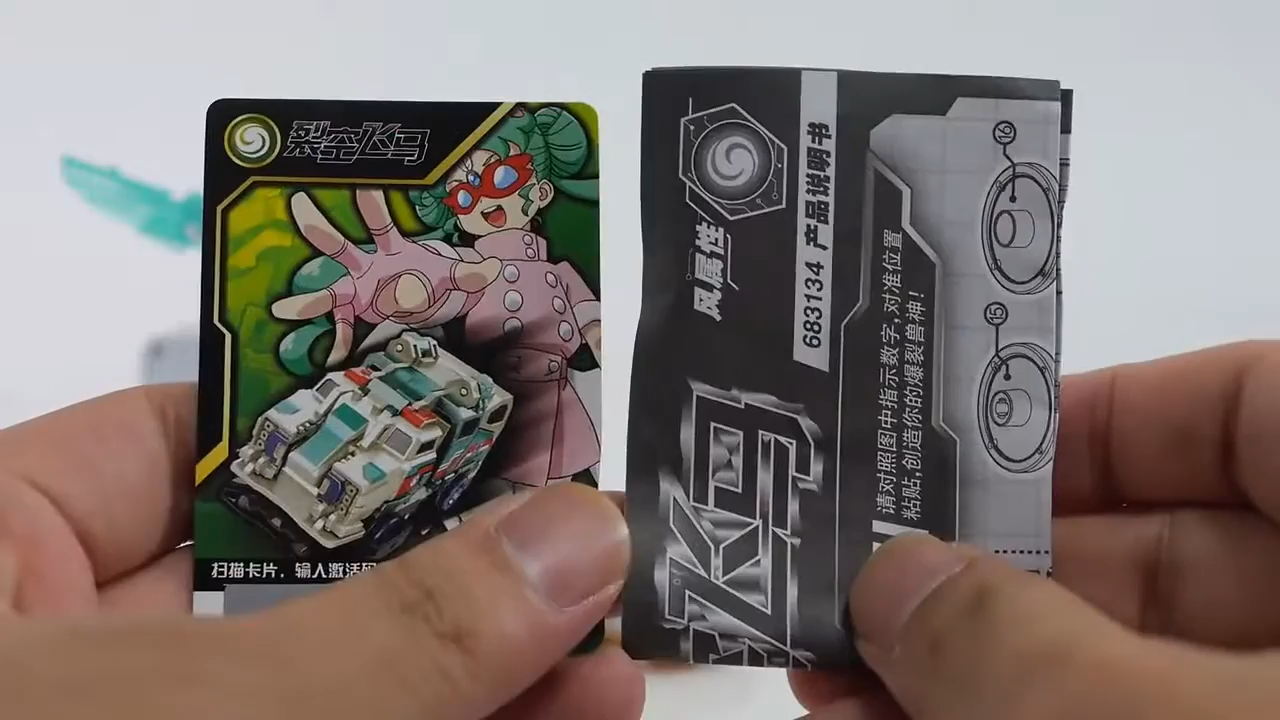 裂空飞马
扫描卡片，输入激活
风属性
683134 产品说明书
飞马
请对照图中指示数字,对准位置
粘贴,创造你的爆裂兽神！
16
15